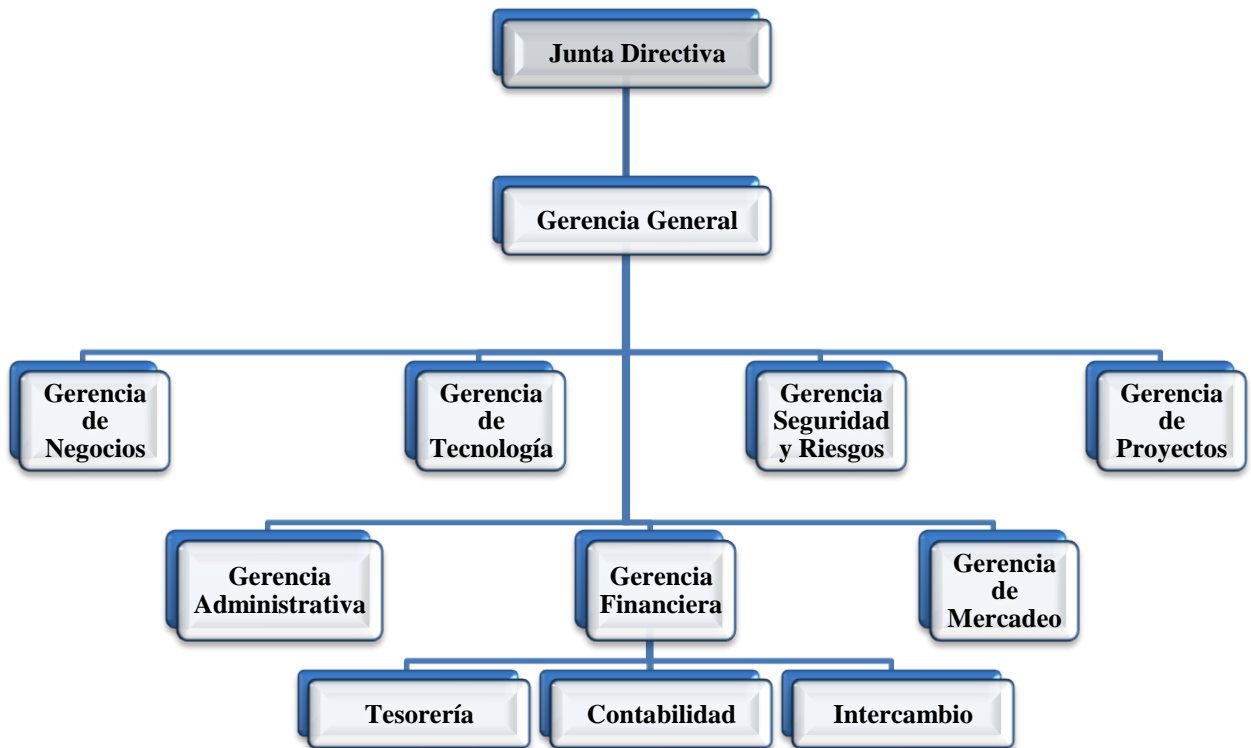 Junta Directiva
Gerencia General
Gerencia
de
Negocios
Gerencia
de
Tecnología
Gerencia
Seguridad
y Riesgos
Gerencia
de
Proyectos
Gerencia
Administrativa
Gerencia
Financiera
Gerencia
de
Mercadeo
Tesorería
Contabilidad
Intercambio